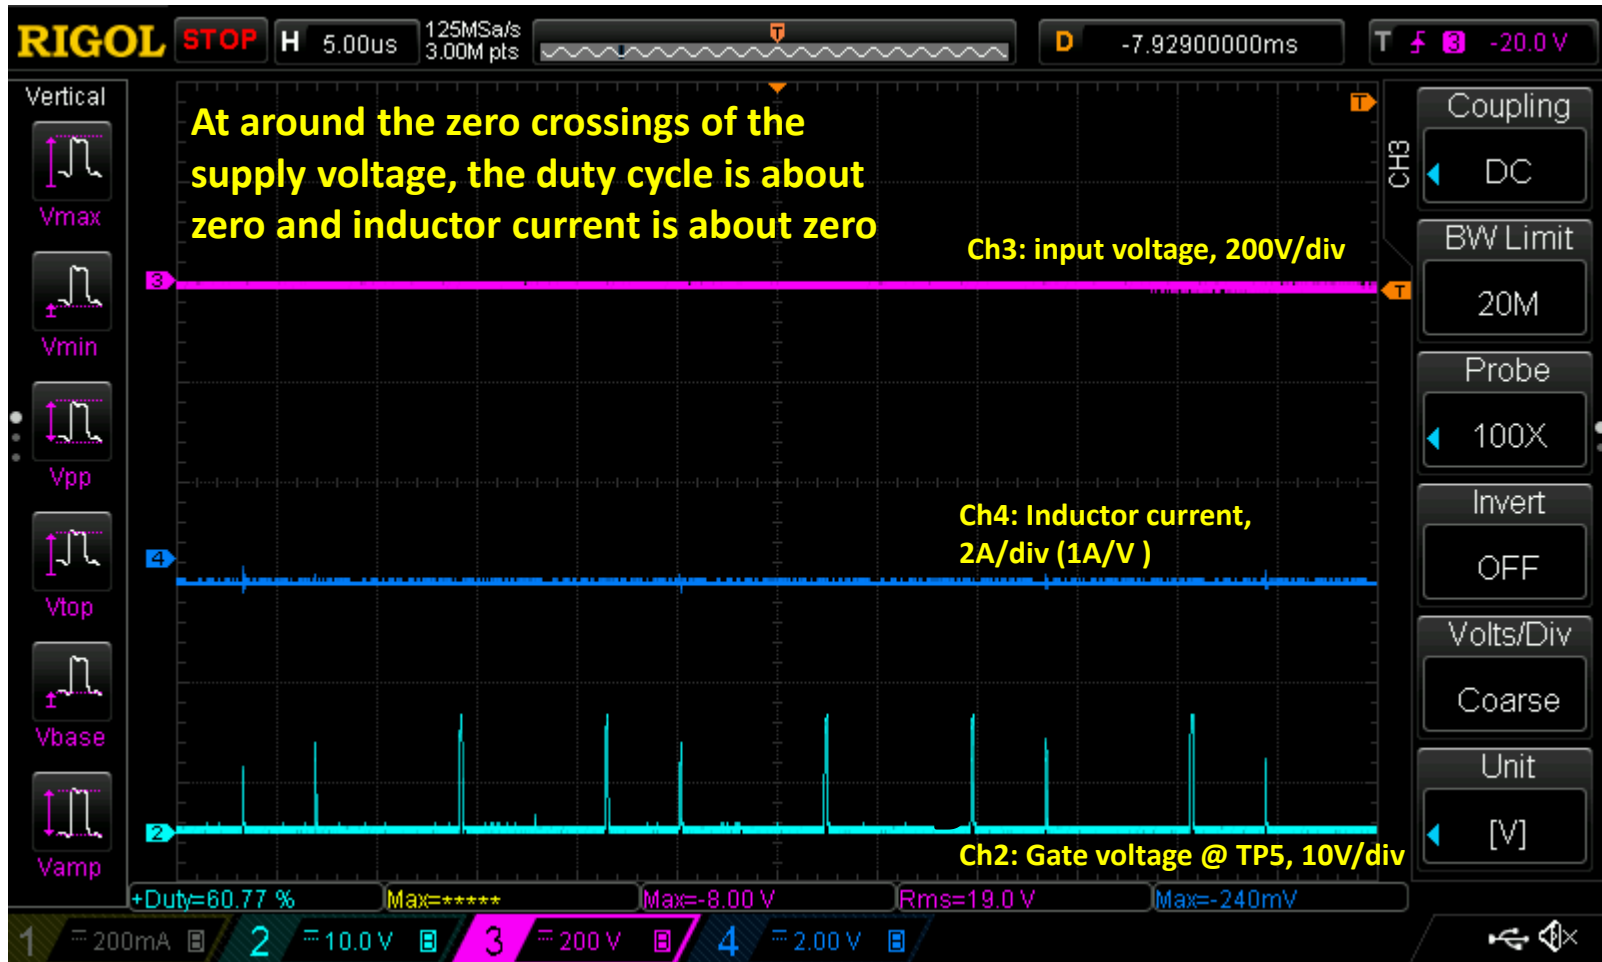 RIGOL STOP H 5.00us 125MSa/s 3.00M pts T D -7.92900000ms T 3 -20.0 V
Vertical
Vmax
Vmin
Vpp
Vtop
Vbase
Vamp
At around the zero crossings of the
supply voltage, the duty cycle is about
zero and inductor current is about zero
T
Ch3: input voltage, 200V/div
3
T
Ch4: Inductor current,
2A/div (1A/V )
4
2
Ch2: Gate voltage @ TP5, 10V/div
CH3
Coupling
DC
BW Limit
20M
Probe
100X
Invert
OFF
Volts/Div
Coarse
Unit
[V]
+Duty=60.77 % Max=***** Max=-8.00 V Rms=19.0 V Max=-240mV
1 200mA B 2 10.0 V B 3 200 V B 4 2.00 V B